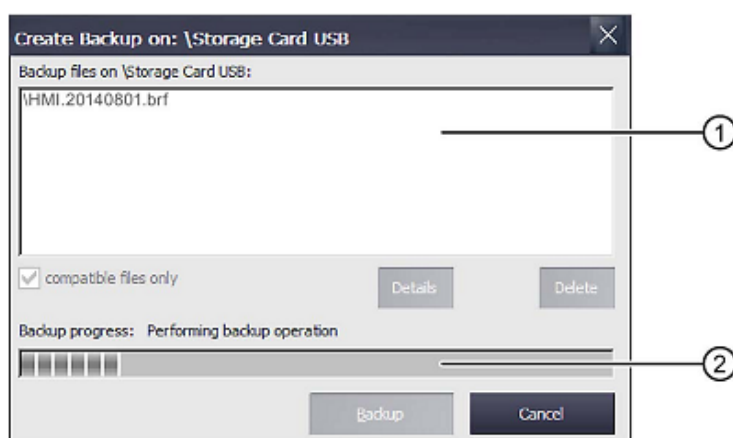 Create Backup on: \Storage Card USB
Backup files on \Storage Card USB:
\HMI.20140801.brf
1
compatible files only
Details
Delete
Backup progress: Performing backup operation
2
Backup
Cancel